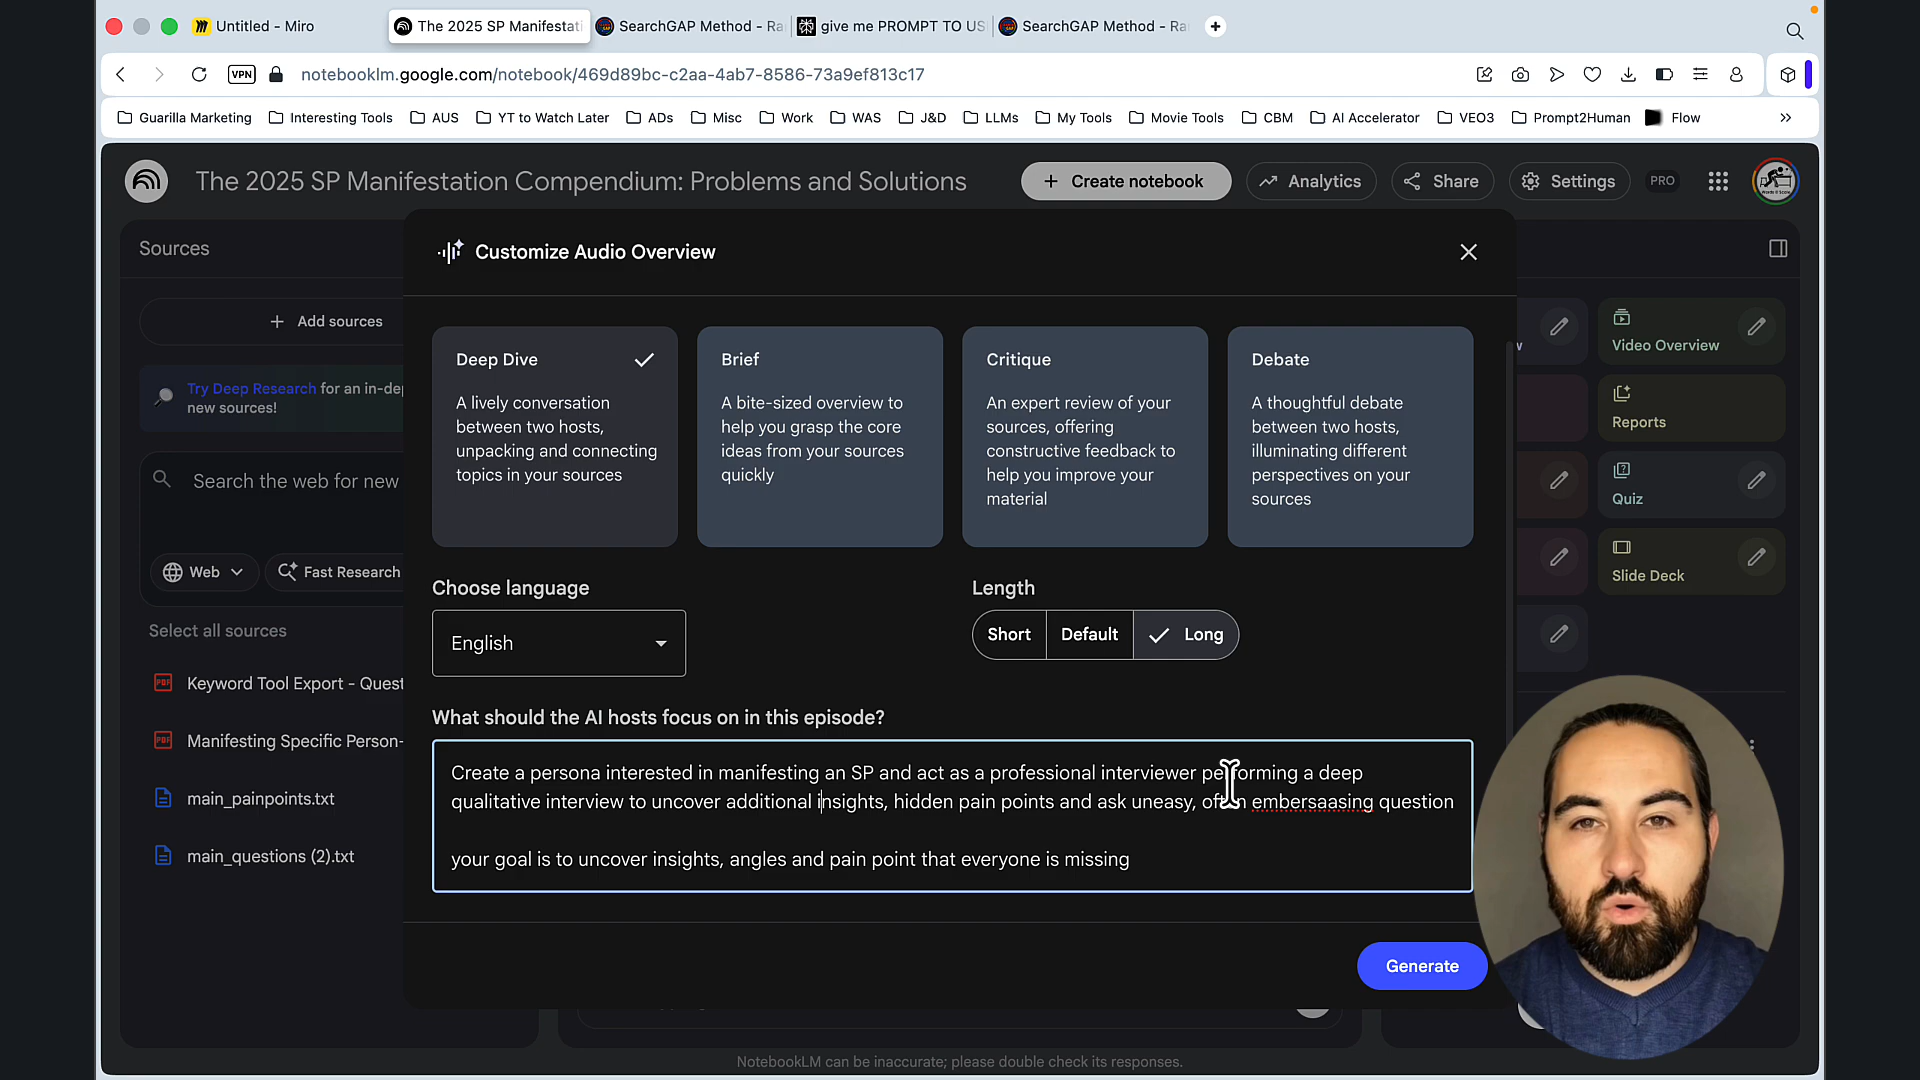 Untitled - Miro
The 2025 SP Manifestati
SearchGAP Method - Ra
give me PROMPT TO US
SearchGAP Method - Ra
VPN
notebooklm.google.com/notebook/469d89bc-c2aa-4ab7-8586-73a9ef813c17
Guarilla Marketing
Interesting Tools
AUS
YT to Watch Later
ADs
Misc
Work
WAS
J&D
LLMs
My Tools
Movie Tools
CBM
AI Accelerator
VEO3
Prompt2Human
Flow
The 2025 SP Manifestation Compendium: Problems and Solutions
Create notebook
Analytics
Share
Settings
PRO
Sources
Add sources
Try Deep Research for an in-de
new sources!
Search the web for new
Web
Fast Research
Select all sources
Keyword Tool Export - Quest
Manifesting Specific Person-
main_painpoints.txt
main_questions (2).txt
Customize Audio Overview
Deep Dive
A lively conversation
between two hosts,
unpacking and connecting
topics in your sources
Brief
A bite-sized overview to
help you grasp the core
ideas from your sources
quickly
Critique
An expert review of your
sources, offering
constructive feedback to
help you improve your
material
Debate
A thoughtful debate
between two hosts,
illuminating different
perspectives on your
sources
Choose language
English
Length
Short
Default
Long
What should the AI hosts focus on in this episode?
Create a persona interested in manifesting an SP and act as a professional interviewer performing a deep
qualitative interview to uncover additional insights, hidden pain points and ask uneasy, often embersaasing question
your goal is to uncover insights, angles and pain point that everyone is missing
Generate
w
Video Overview
Reports
Quiz
Slide Deck
NotebookLM can be inaccurate; please double check its responses.